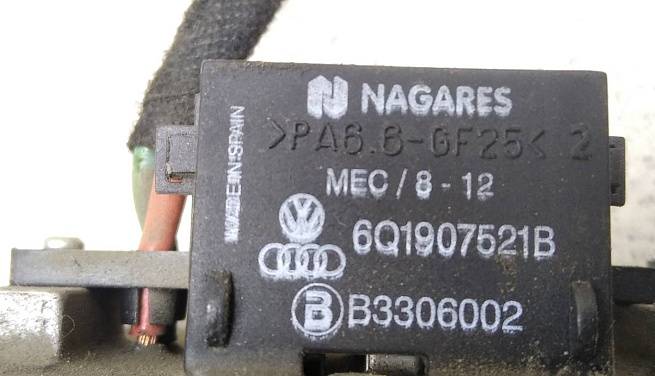 NAGARES
>PA6.6-GF25< 2
MADE IN SPAIN
MEC / 8 - 12
6Q1907521B
B B3306002